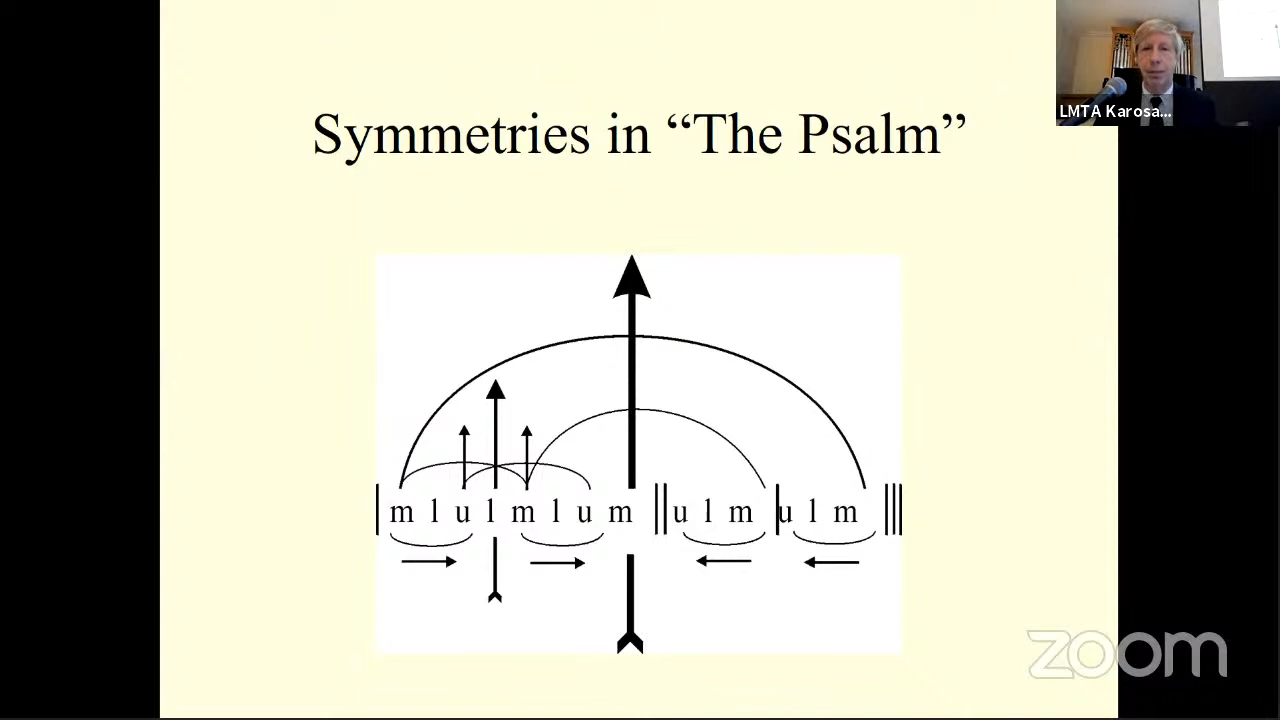 LMTA Karosa...
Symmetries in “The Psalm”
m l u l m l u m || u l m | u l m |||
zoom